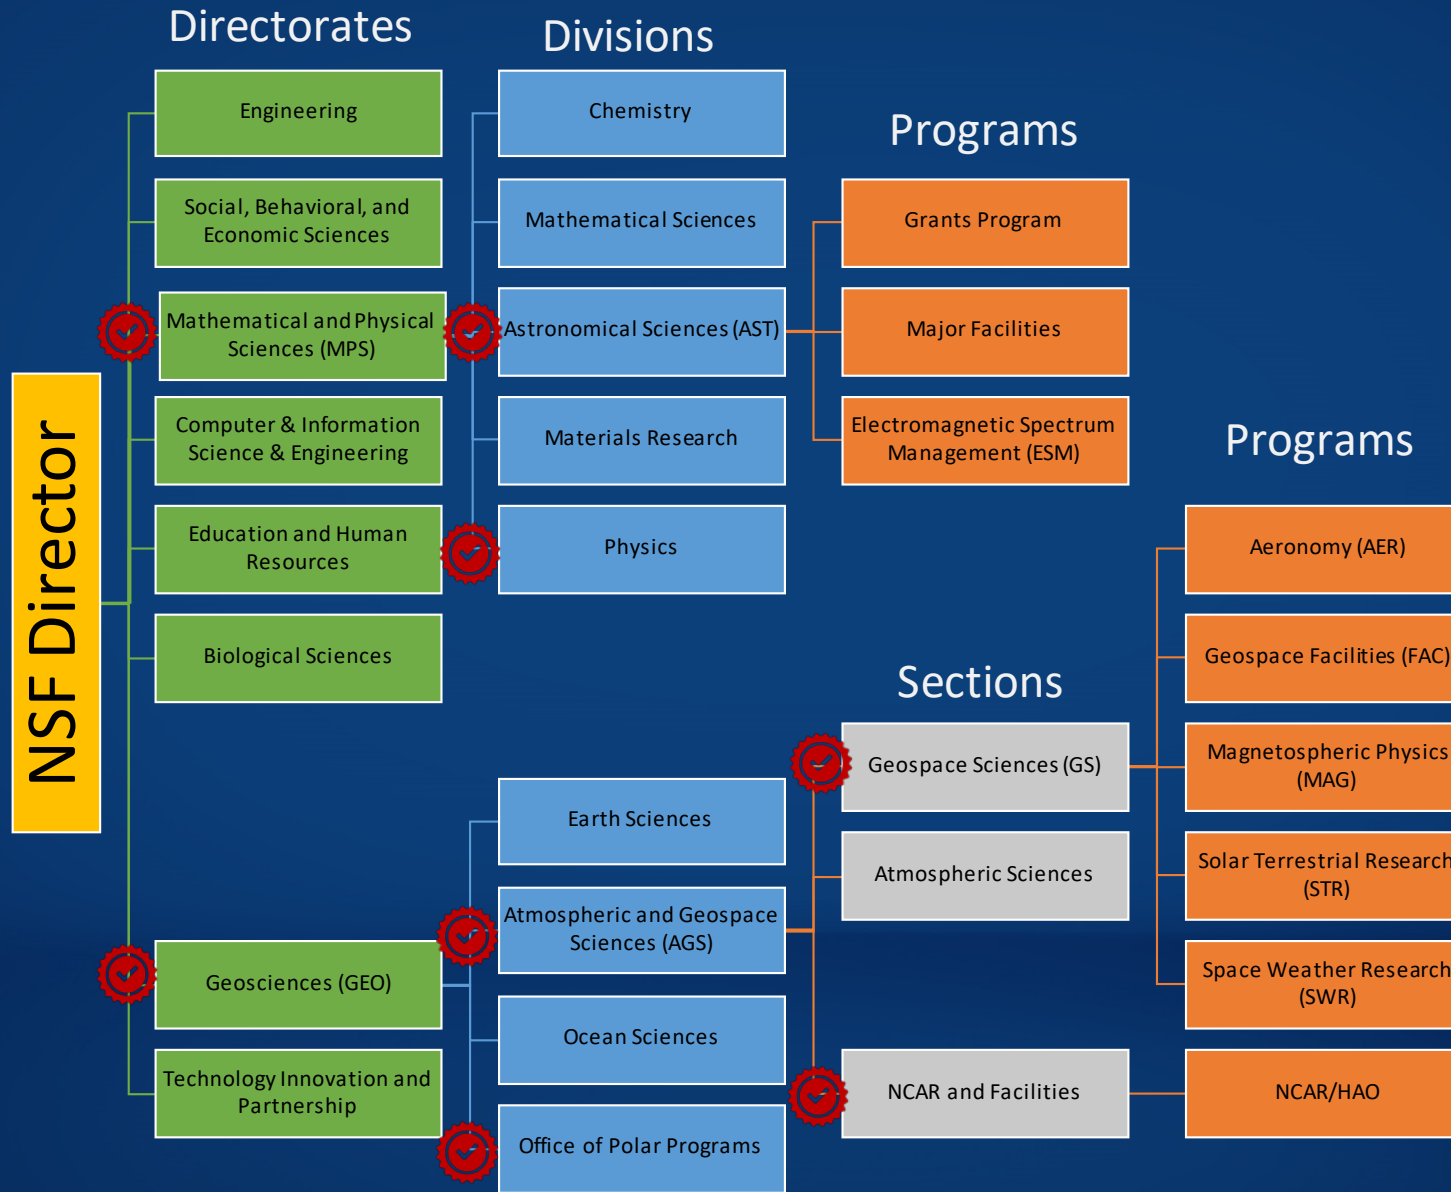 Directorates
Divisions
Engineering
Chemistry
Programs
Social, Behavioral, and
Economic Sciences
Mathematical Sciences
Grants Program
Mathematical and Physical
Sciences (MPS)
Astronomical Sciences (AST)
Major Facilities
Computer & Information
Science & Engineering
Materials Research
Electromagnetic Spectrum
Management (ESM)
Programs
NSF Director
Education and Human
Resources
Physics
Aeronomy (AER)
Biological Sciences
Geospace Facilities (FAC)
Sections
Geospace Sciences (GS)
Magnetospheric Physics
(MAG)
Earth Sciences
Atmospheric Sciences
Solar Terrestrial Research
(STR)
Atmospheric and Geospace
Sciences (AGS)
Geosciences (GEO)
Space Weather Research
(SWR)
Ocean Sciences
Technology Innovation and
Partnership
NCAR and Facilities
NCAR/HAO
Office of Polar Programs